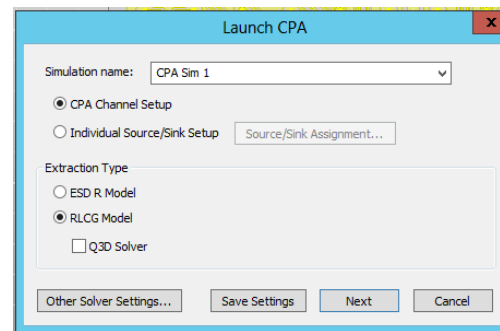 Launch CPA
x
Simulation name: CPA Sim 1
CPA Channel Setup
Individual Source/Sink Setup Source/Sink Assignment...
Extraction Type
ESD R Model
RLCG Model
Q3D Solver
Other Solver Settings... Save Settings Next Cancel